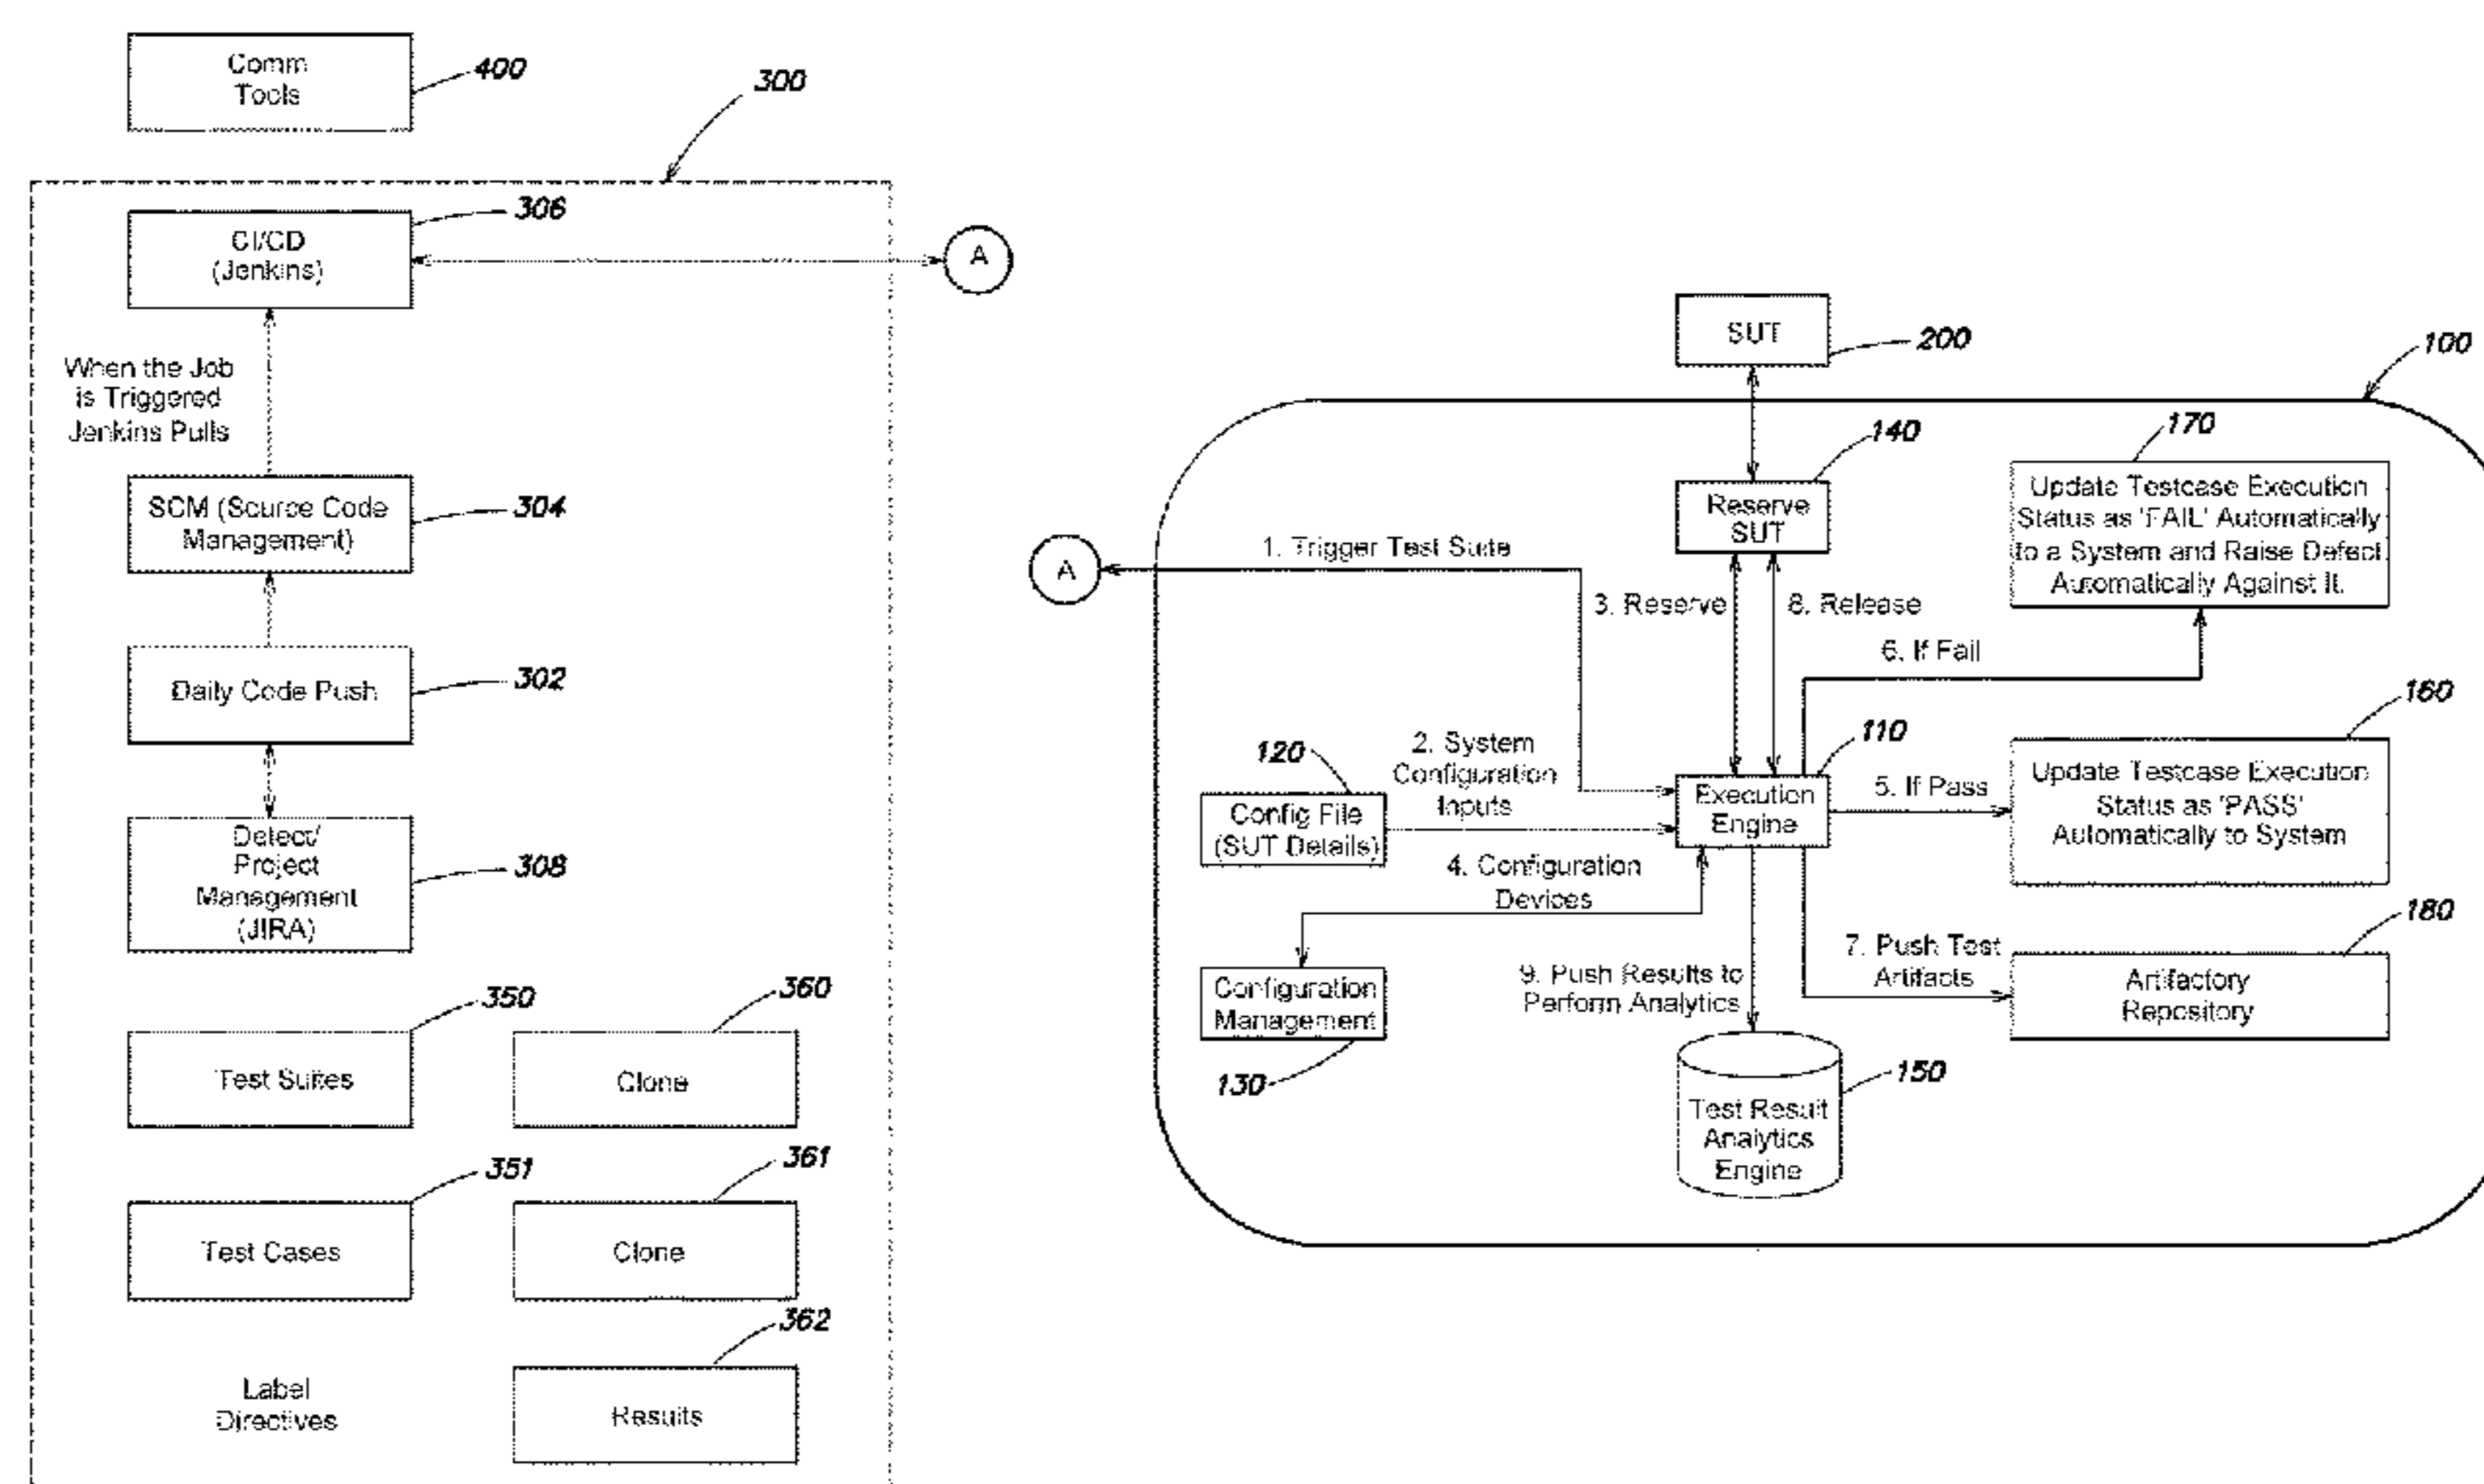 Comm
Tools
400
300
306
CI/CD
(Jenkins)
A
When the Job
is Triggered
Jenkins Pulls
SCM (Source Code
Management)
304
Daily Code Push
302
Defect/
Project
Management
(JIRA)
308
350
Test Suites
360
Clone
351
Test Cases
361
Clone
362
Label
Directives
Results
SUT
200
100
140
Reserve
SUT
170
Update Testcase Execution
Status as 'FAIL' Automatically
to a System and Raise Defect
Automatically Against It.
A
1. Trigger Test Suite
3. Reserve
8. Release
6. If Fail
160
110
120
2. System
Configuration
Inputs
Config File
(SUT Details)
Execution
Engine
5. If Pass
Update Testcase Execution
Status as 'PASS'
Automatically to System
4. Configuration
Devices
180
Configuration
Management
130
9. Push Results to
Perform Analytics
7. Push Test
Artifacts
Artifactory
Repository
150
Test Result
Analytics
Engine